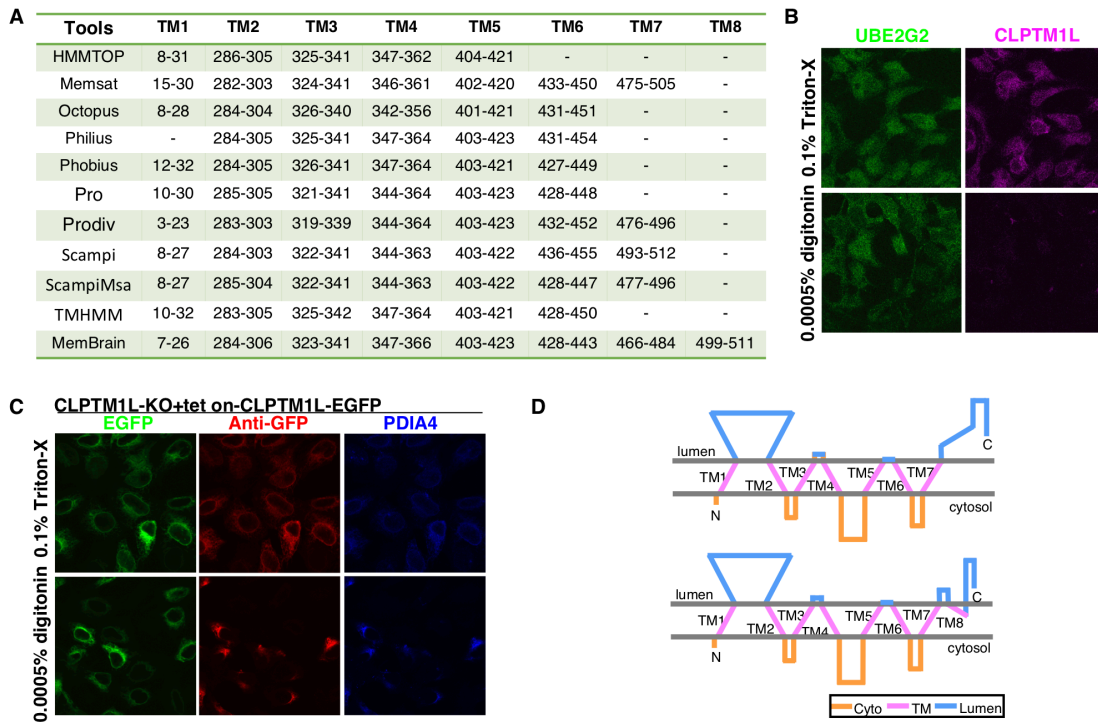 A
Tools TM1 TM2 TM3 TM4 TM5 TM6 TM7 TM8
HMMTOP 8-31 286-305 325-341 347-362 404-421 - - -
Memsat 15-30 282-303 324-341 346-361 402-420 433-450 475-505 -
Octopus 8-28 284-304 326-340 342-356 401-421 431-451 - -
Philius - 284-305 325-341 347-364 403-423 431-454 - -
Phobius 12-32 284-305 326-341 347-364 403-421 427-449 - -
Pro 10-30 285-305 321-341 344-364 403-423 428-448 - -
Prodiv 3-23 283-303 319-339 344-364 403-423 432-452 476-496 -
Scampi 8-27 284-303 322-341 344-363 403-422 436-455 493-512 -
ScampiMsa 8-27 285-304 322-341 344-363 403-422 428-447 477-496 -
TMHMM 10-32 283-305 325-342 347-364 403-421 428-450 - -
MemBrain 7-26 284-306 323-341 347-366 403-423 428-443 466-484 499-511
B
UBE2G2 CLPTM1L
0.1% Triton-X
0.0005% digitonin
C
CLPTM1L-KO+tet on-CLPTM1L-EGFP
EGFP Anti-GFP PDIA4
0.1% Triton-X
0.0005% digitonin
D
lumen
C
TM1 TM2 TM3 TM4 TM5 TM6 TM7
N
cytosol
lumen
C
TM1 TM2 TM3 TM4 TM5 TM6 TM7 TM8
N
cytosol
Cyto TM Lumen